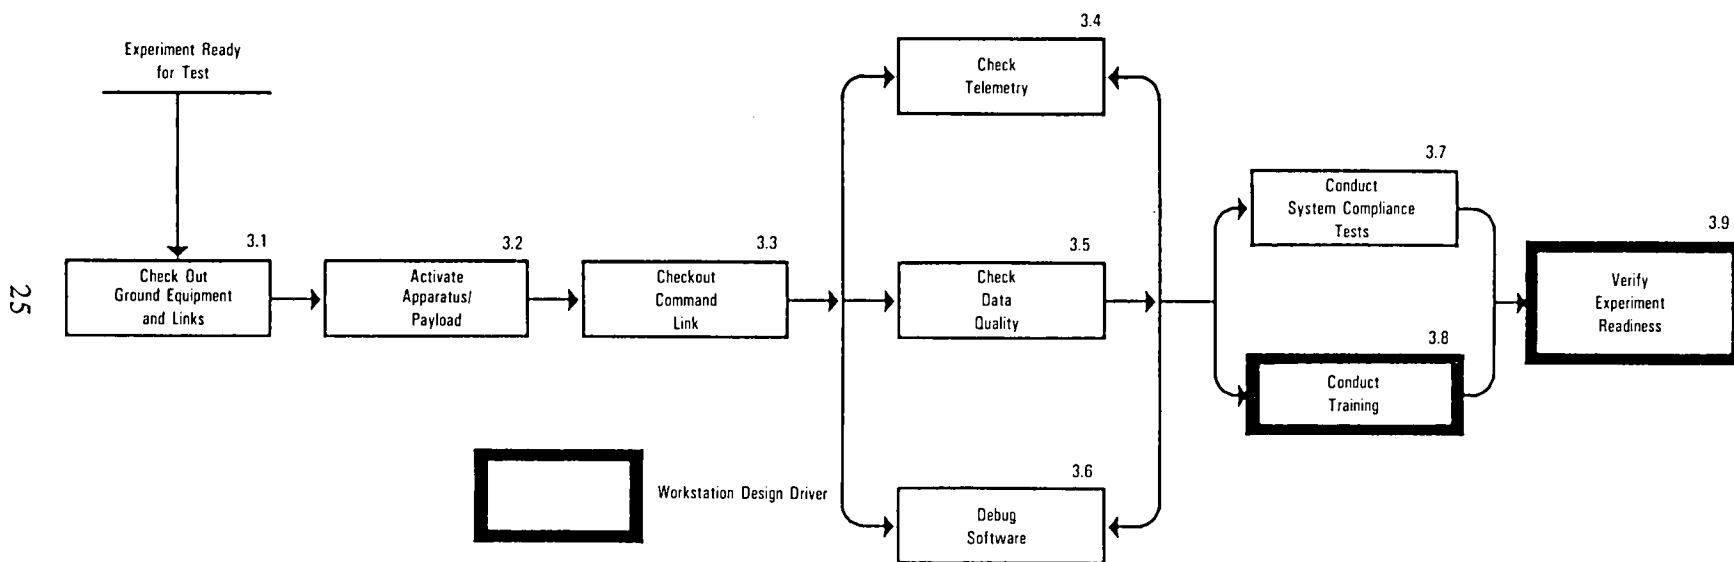 Experiment Ready
for Test
3.1
Check Out
Ground Equipment
and Links
3.2
Activate
Apparatus/
Payload
3.3
Checkout
Command
Link
3.4
Check
Telemetry
3.5
Check
Data
Quality
3.6
Debug
Software
3.7
Conduct
System Compliance
Tests
3.8
Conduct
Training
3.9
Verify
Experiment
Readiness
Workstation Design Driver
25